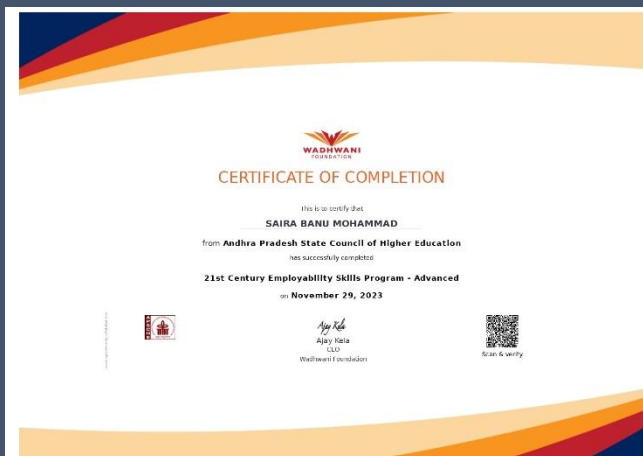 WADHWANI
FOUNDATION
CERTIFICATE OF COMPLETION
This is to certify that
SAIRA BANU MOHAMMAD
from Andhra Pradesh State Council of Higher Education
has successfully completed
21st Century Employability Skills Program - Advanced
on November 29, 2023
Ajay Kela
Ajay Kela
CEO
Wadhwani Foundation
Scan & verify